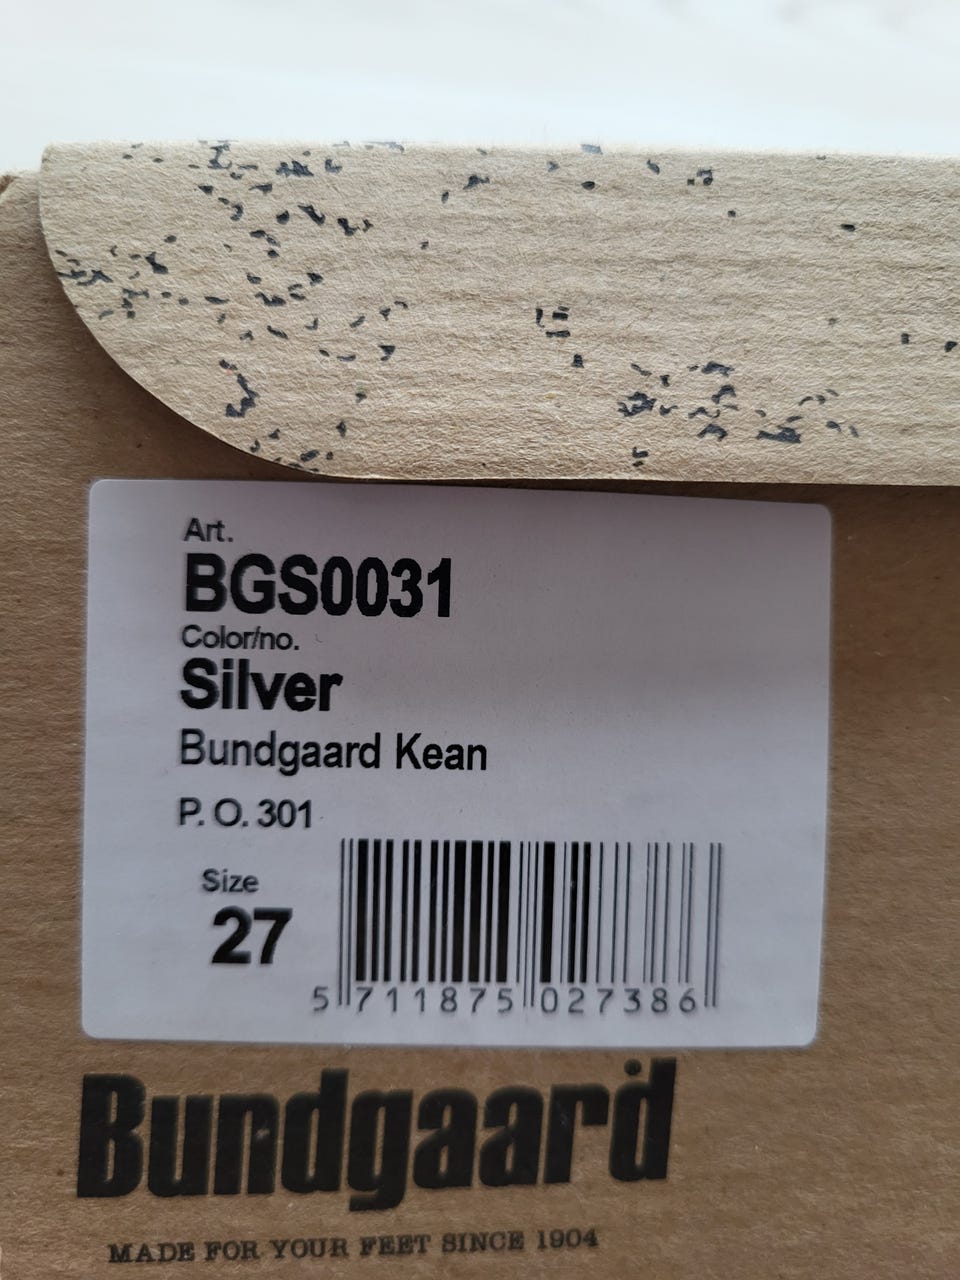 Art.
BGS0031
Color/no.
Silver
Bundgaard Kean
P. O. 301
Size
27
5 711875 027386
Bundgaard
MADE FOR YOUR FEET SINCE 1904